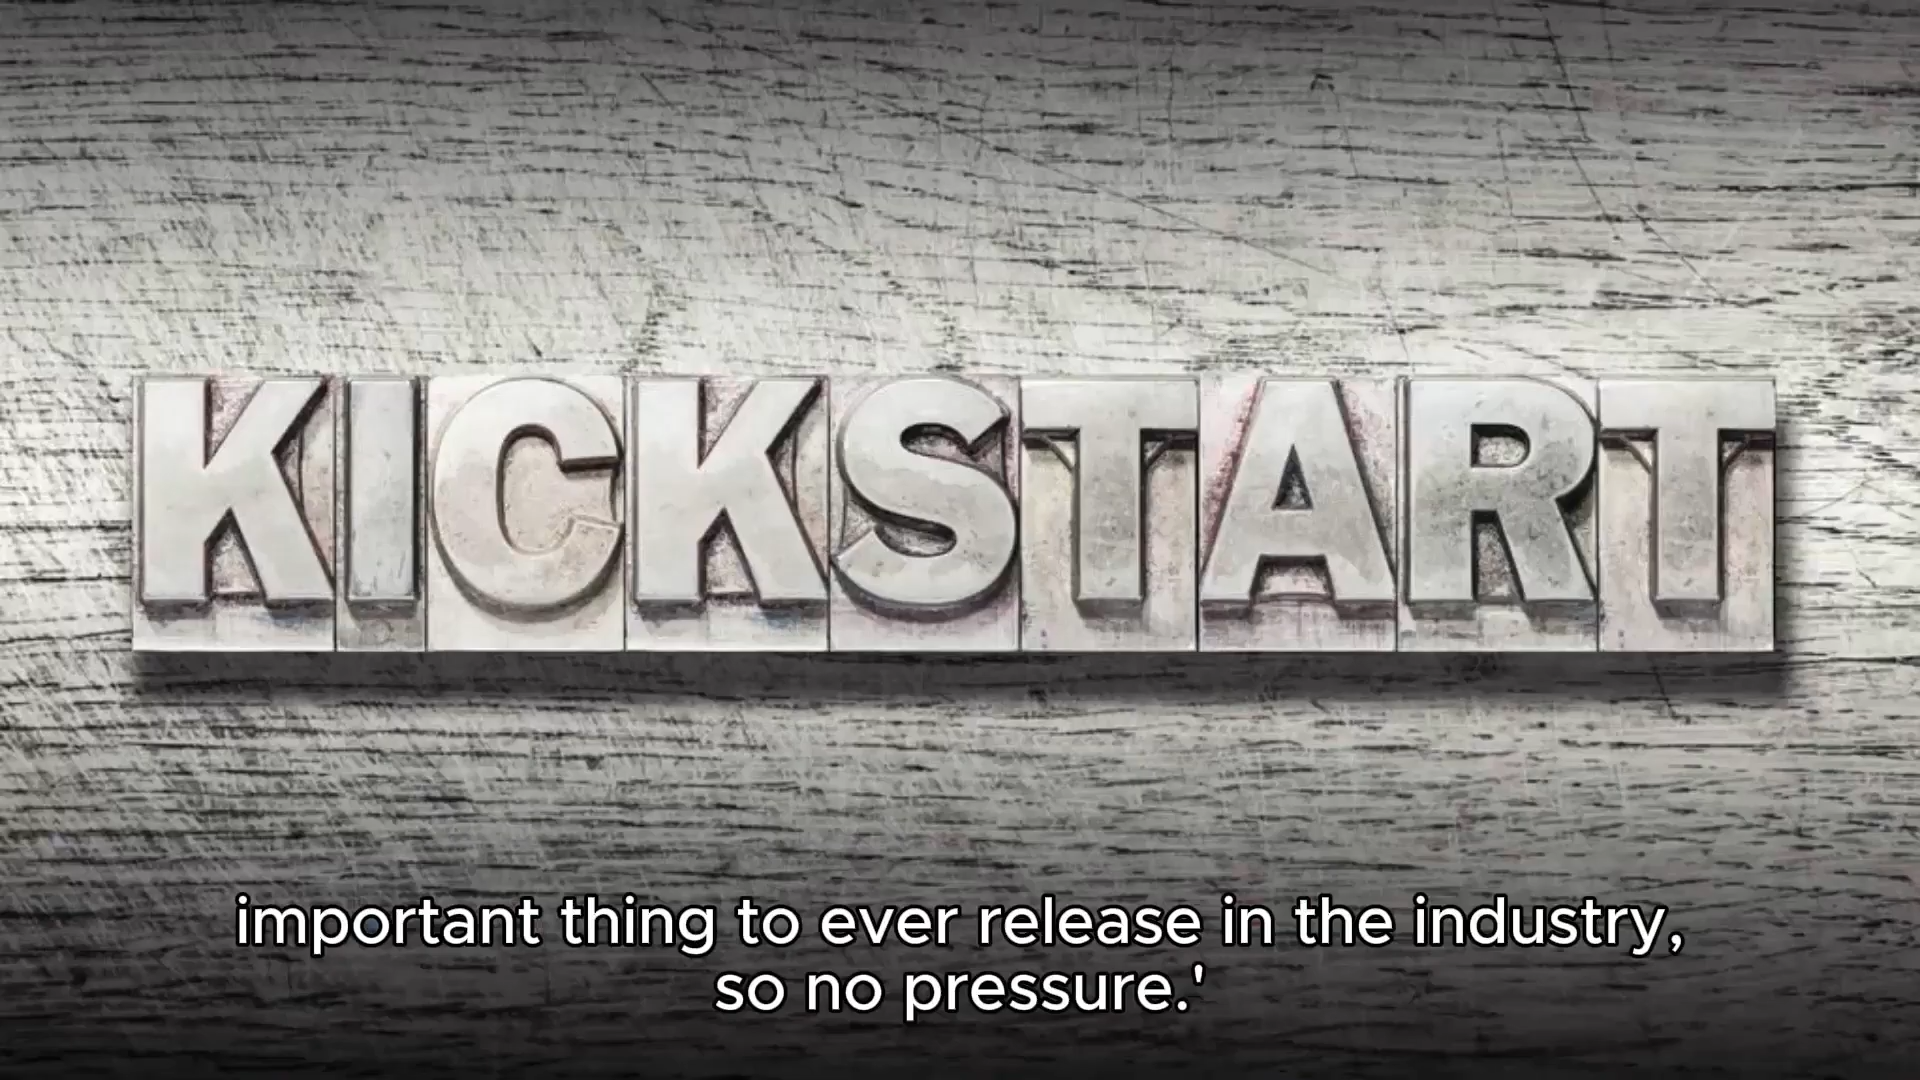 KICKSTART
important thing to ever release in the industry,
so no pressure.'